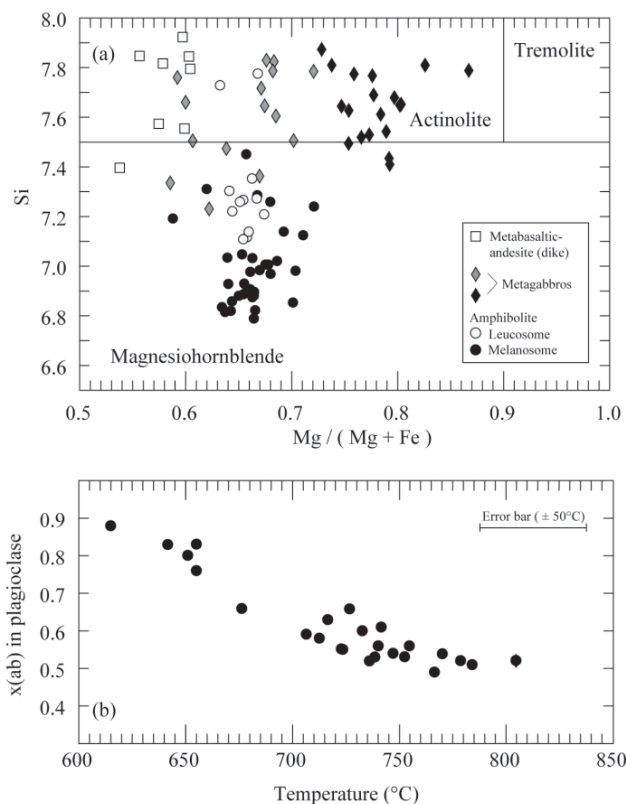 8.0
(a)
Tremolite
7.8
7.6
Actinolite
7.4
Si
7.2
Metabasaltic-
andesite (dike)
7.0
Metagabbros
Amphibolite
6.8
Leucosome
Melanosome
6.6
Magnesiohornblende
0.5 0.6 0.7 0.8 0.9 1.0
Mg / ( Mg + Fe )
0.9
Error bar ( ± 50°C)
0.8
0.7
x(ab) in plagioclase
0.6
0.5
0.4
(b)
600 650 700 750 800 850
Temperature (°C)